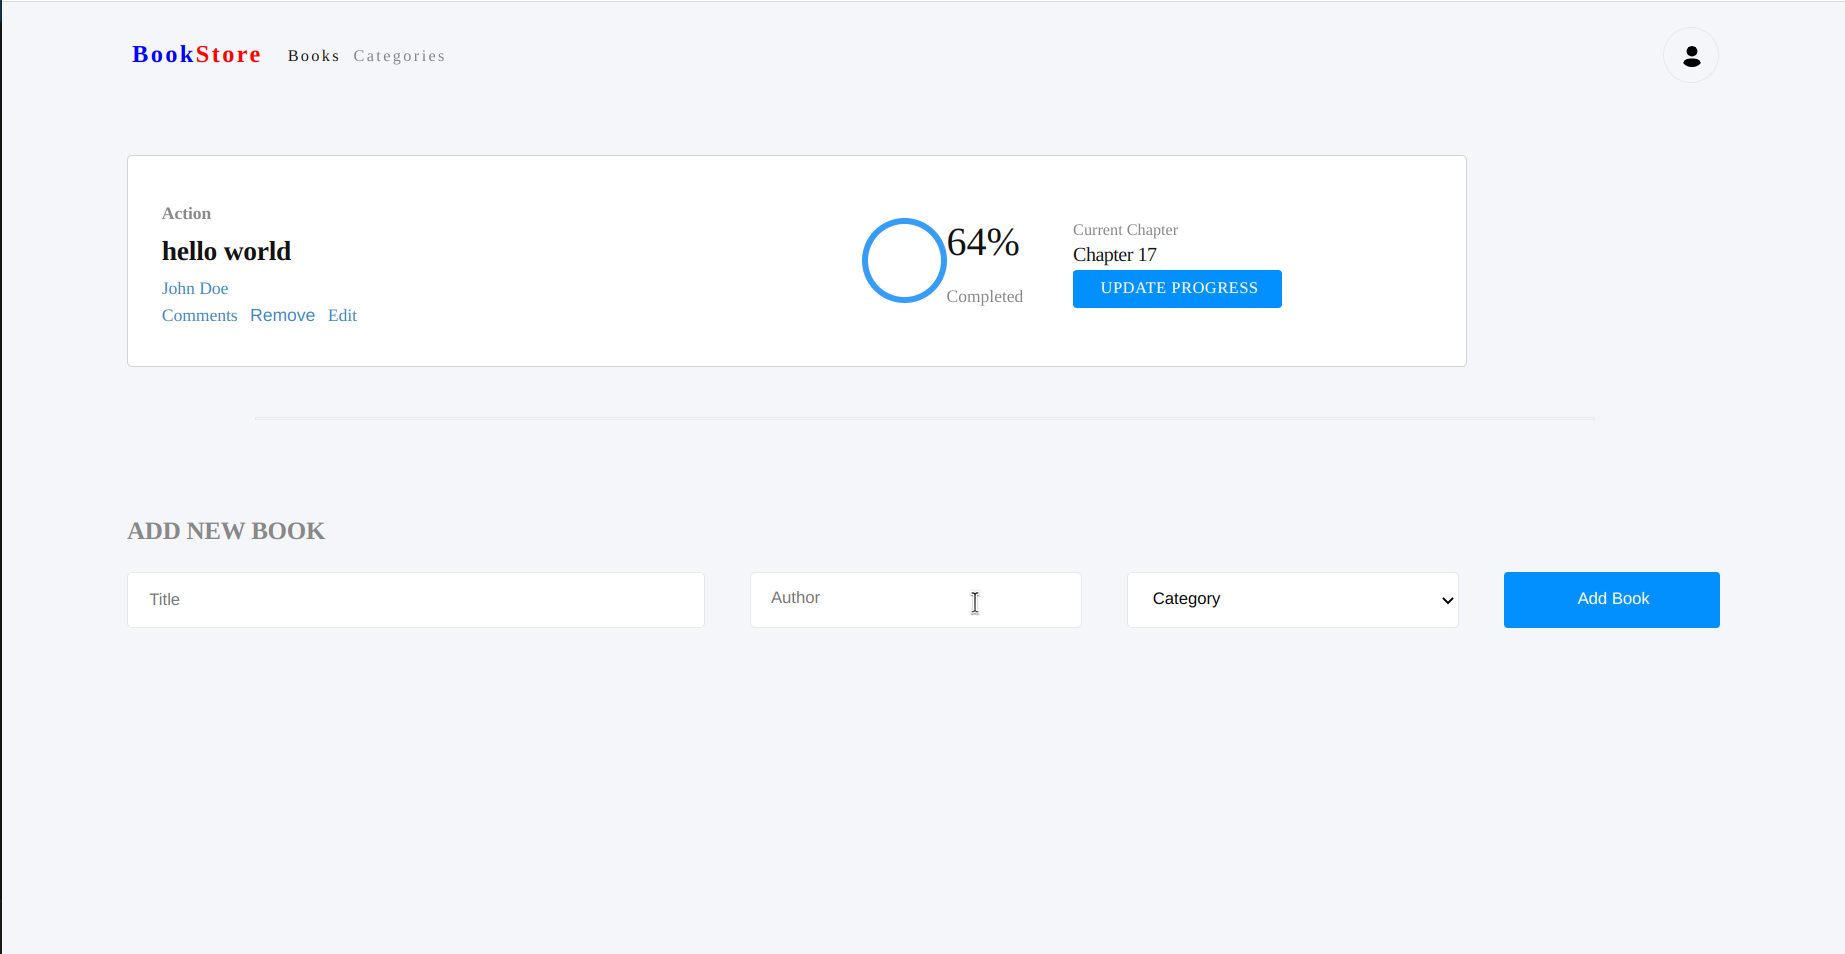 BookStore Books Categories
Action
hello world
John Doe
Comments Remove Edit
64%
Completed
Current Chapter
Chapter 17
UPDATE PROGRESS
ADD NEW BOOK
Title Author Category Add Book